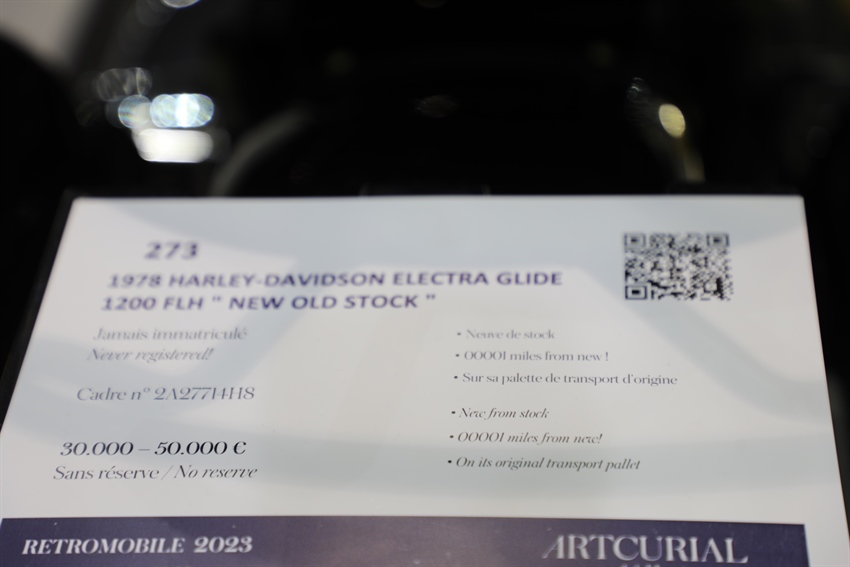 273
1978 HARLEY-DAVIDSON ELECTRA GLIDE
1200 FLH " NEW OLD STOCK "
Jamais immatriculé
Never registered!
Cadre n° 2A27714H8
30.000 – 50.000 €
Sans réserve / No reserve
• Neuve de stock
• 00001 miles from new !
• Sur sa palette de transport d'origine
• New from stock
• 00001 miles from new!
• On its original transport pallet
RETROMOBILE 2023
ARTCURIAL